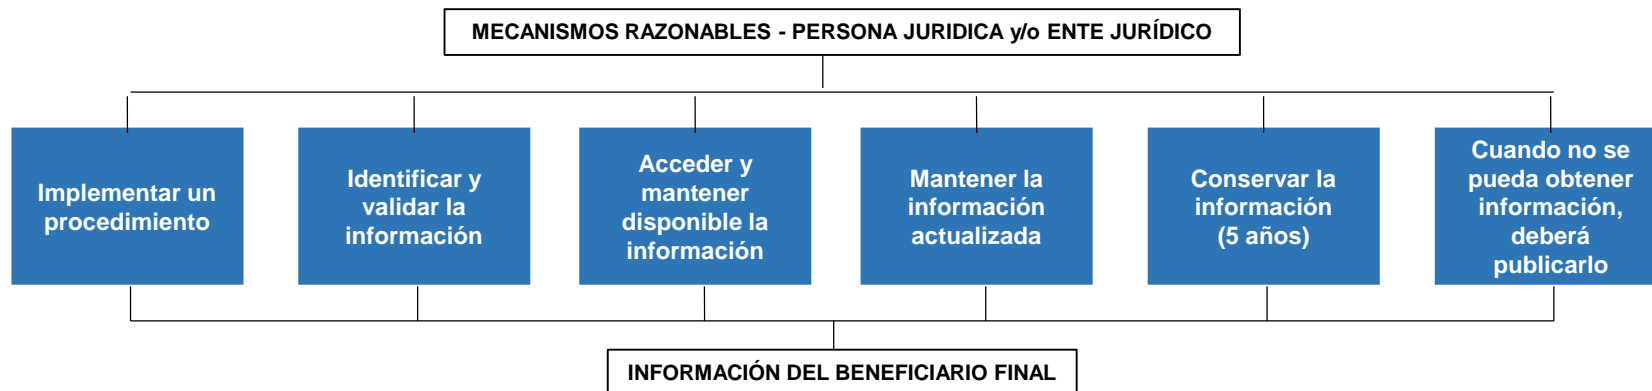 MECANISMOS RAZONABLES - PERSONA JURIDICA y/o ENTE JURÍDICO
Implementar un
procedimiento
Identificar y
validar la
información
Acceder y
mantener
disponible la
información
Mantener la
información
actualizada
Conservar la
información
(5 años)
Cuando no se
pueda obtener
información,
deberá
publicarlo
INFORMACIÓN DEL BENEFICIARIO FINAL